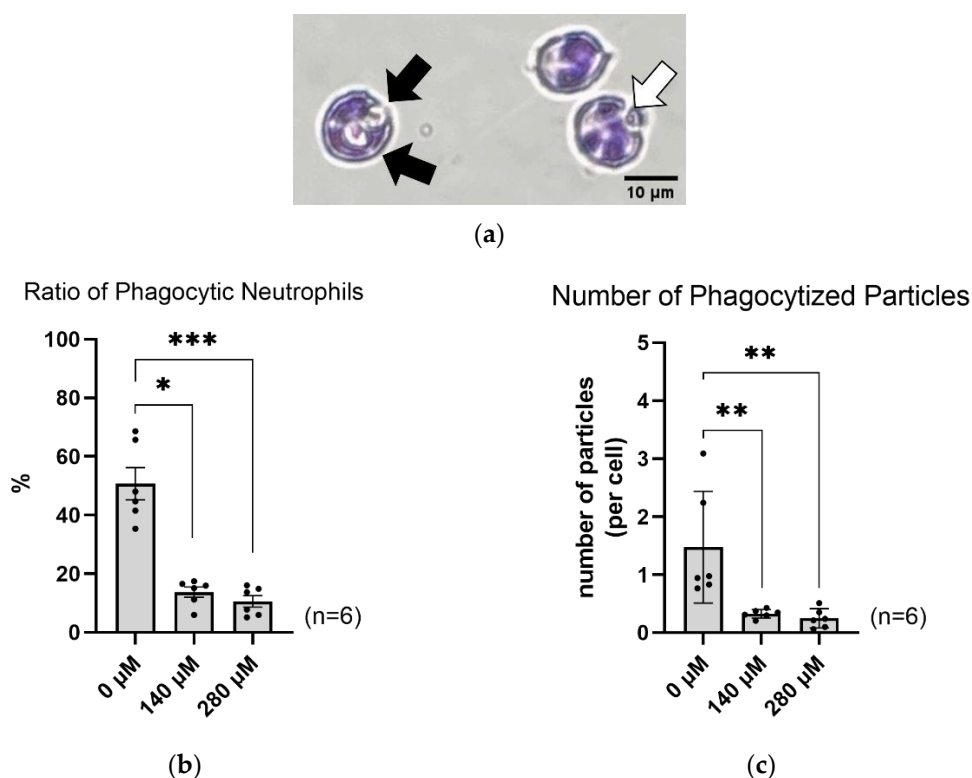 10 µm
(a)
Ratio of Phagocytic Neutrophils
100
80
60
40
20
0
%
***
*
0 µM
140 µM
280 µM
(n=6)
(b)
Number of Phagocytized Particles
5
4
3
2
1
0
number of particles
(per cell)
**
**
0 µM
140 µM
280 µM
(n=6)
(c)